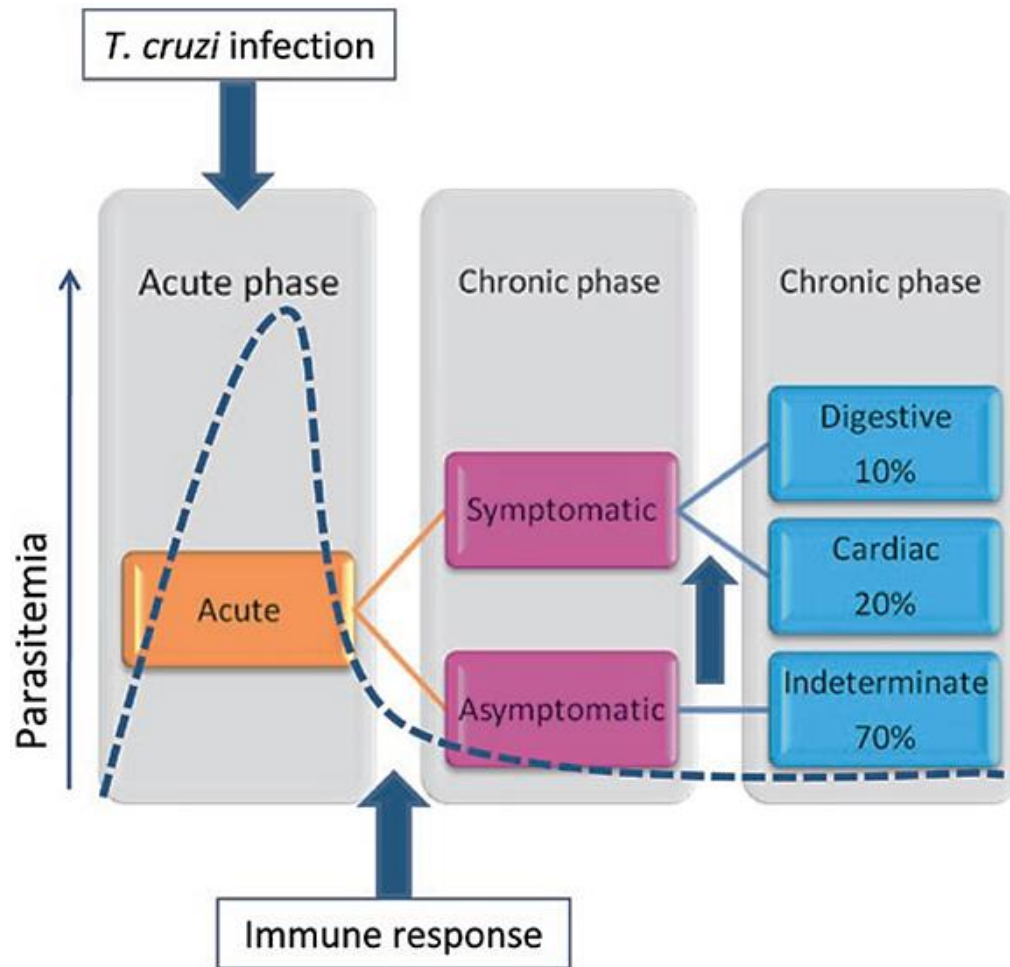 T. cruzi infection
Acute phase
Chronic phase
Chronic phase
Parasitemia
Acute
Symptomatic
Asymptomatic
Digestive
10%
Cardiac
20%
Indeterminate
70%
Immune response